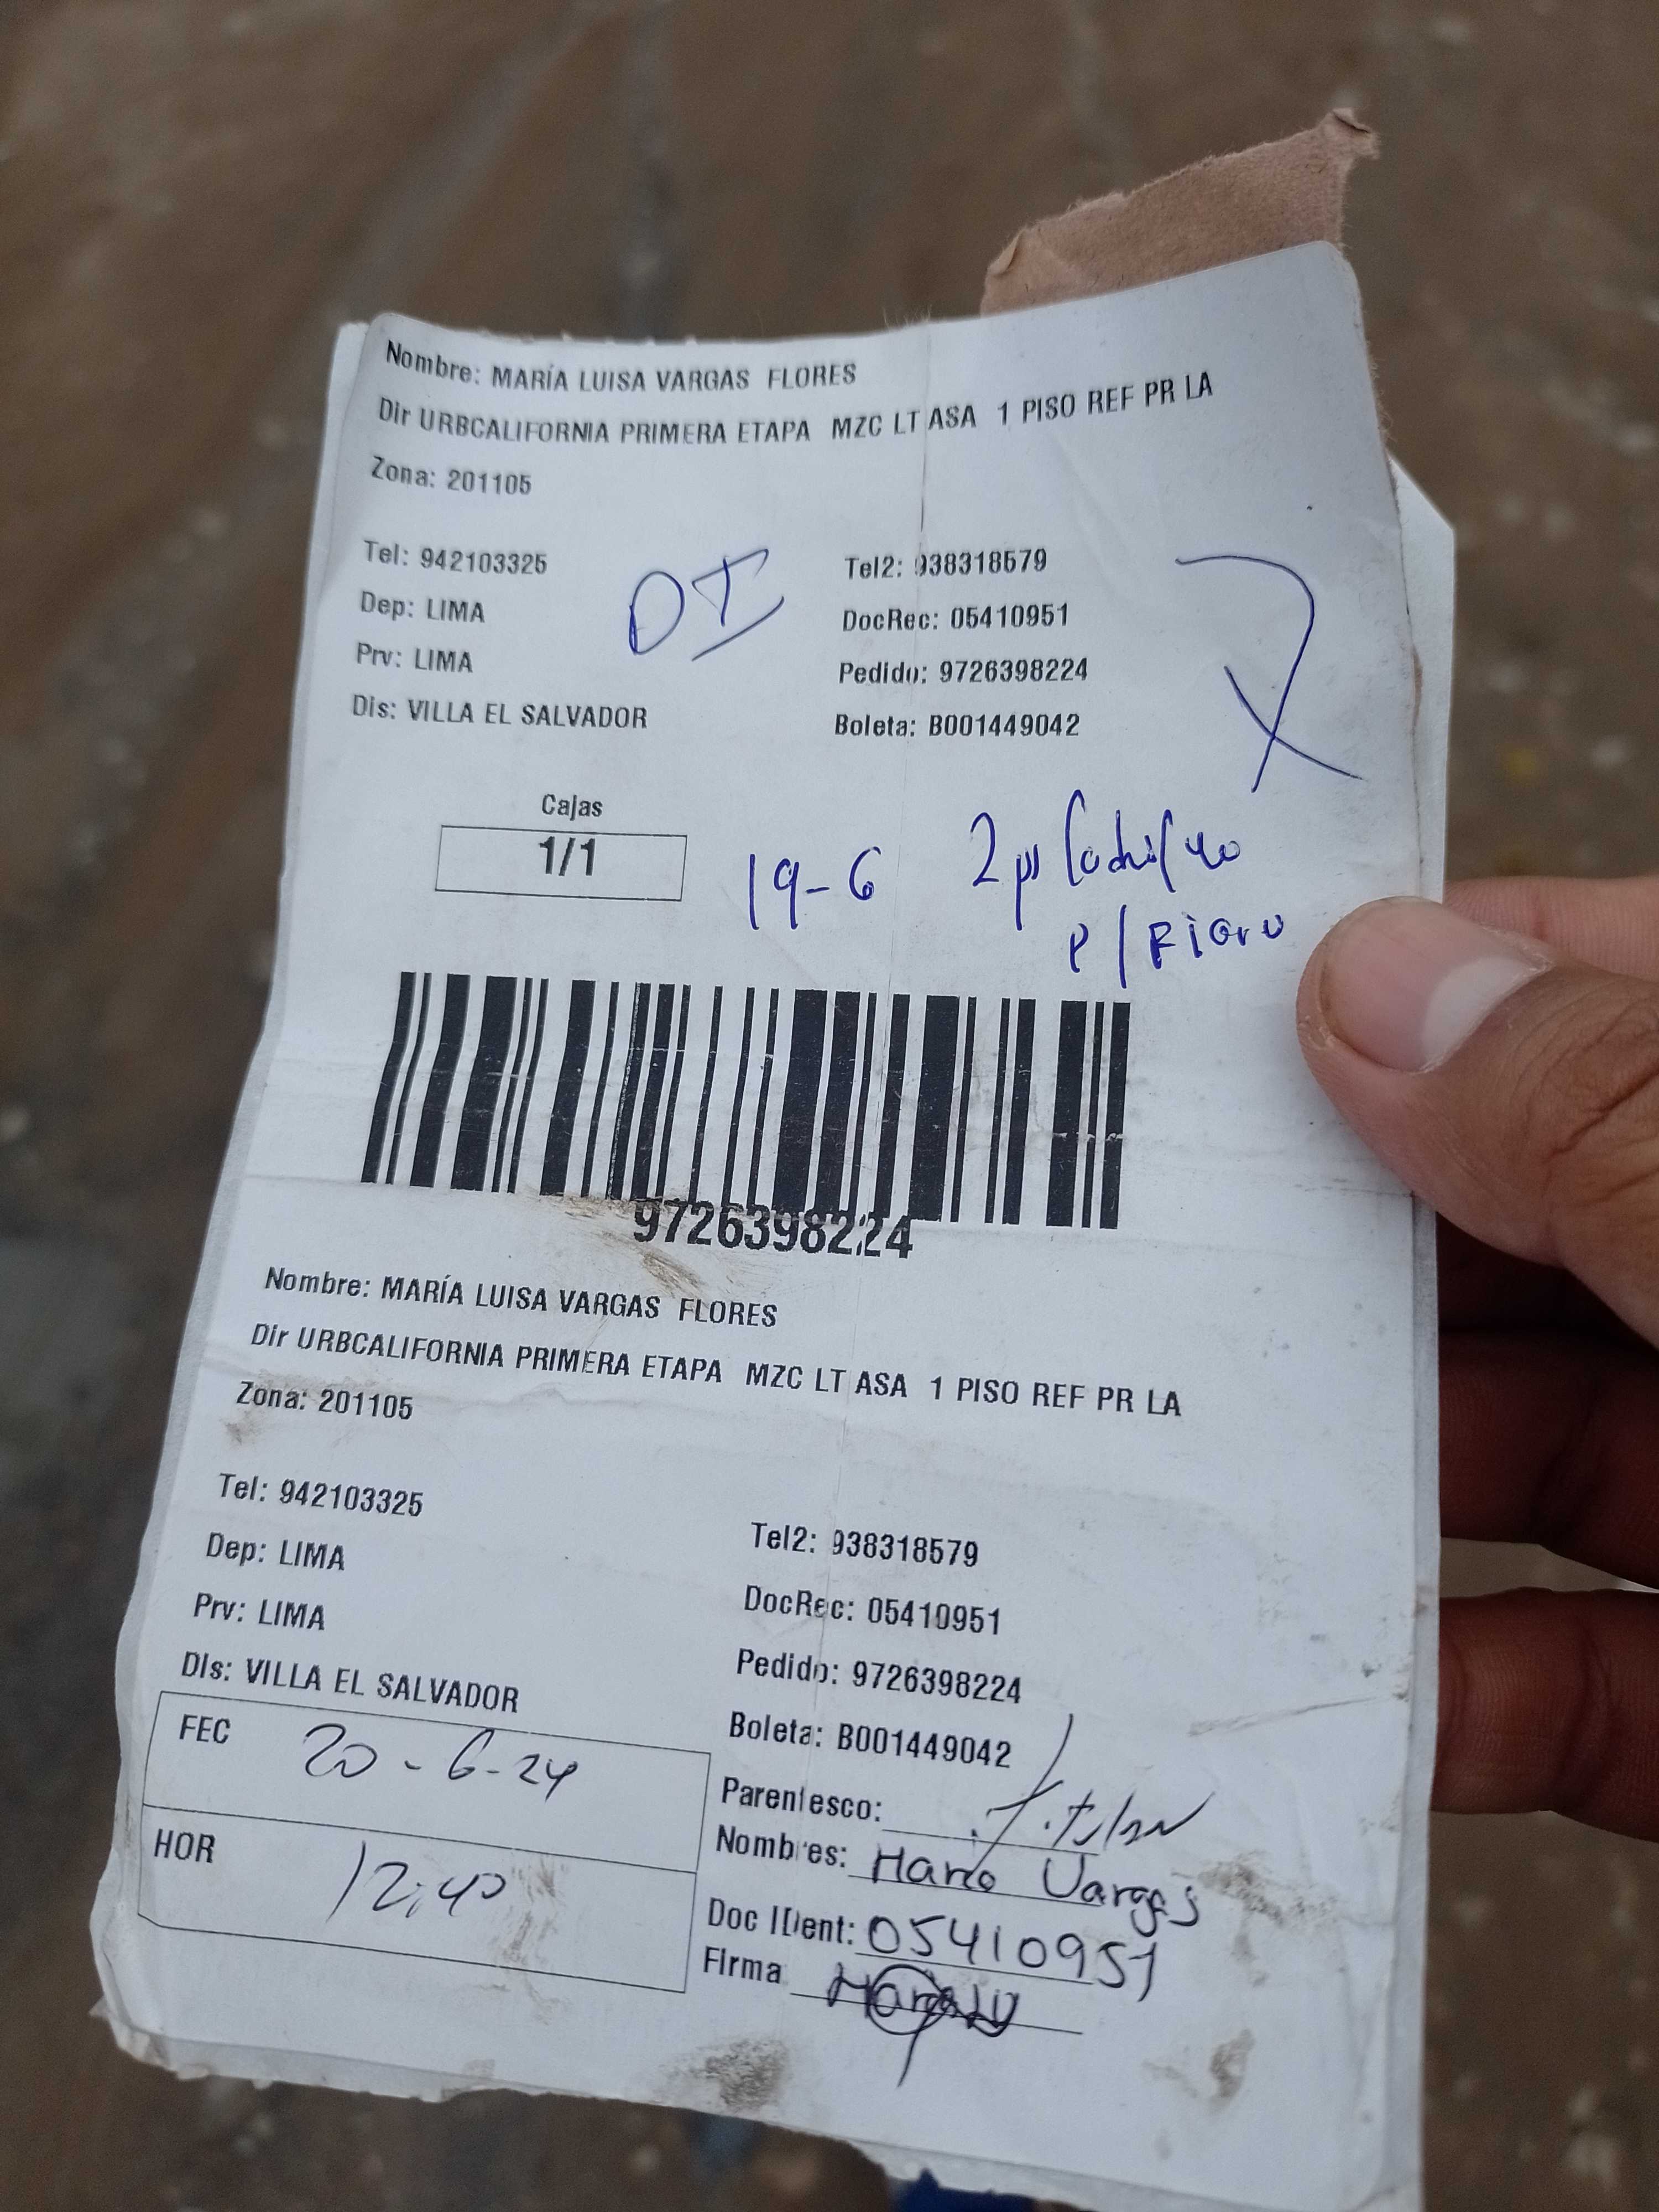 Nombre: MARÍA LUISA VARGAS FLORES
Dir URBCALIFORNIA PRIMERA ETAPA MZC LT ASA 1 PISO REF PR LA
Zona: 201105
Tel: 942103325
Dep: LIMA
Prv: LIMA
Dis: VILLA EL SALVADOR
DI
Tel2: 938318579
DocRec: 05410951
Pedido: 9726398224
Boleta: B001449042
Cajas
1/1
19-6 2
P/
9726398224
Nombre: MARÍA LUISA VARGAS FLORES
Dir URBCALIFORNIA PRIMERA ETAPA MZC LT ASA 1 PISO REF PR LA
Zona: 201105
Tel: 942103325
Dep: LIMA
Prv: LIMA
Dis: VILLA EL SALVADOR
Tel2: 938318579
DocRec: 05410951
Pedido: 9726398224
Boleta: B001449042
FEC 20-6-24
HOR 12:40
Parentesco: Titular
Nombres: Vargas
Doc IDent: 05410951
Firma